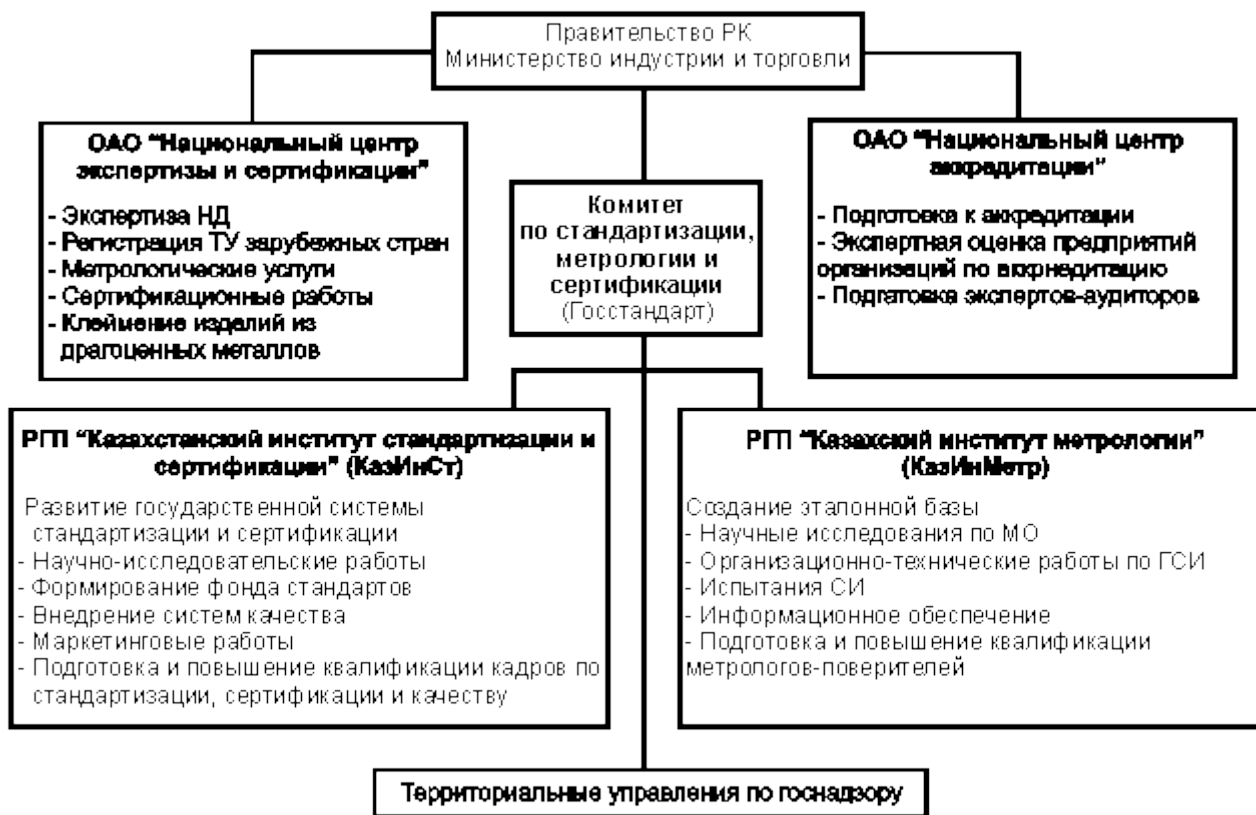 Правительство РК
Министерство индустрии и торговли
ОАО "Национальный центр
экспертизы и сертификации"
- Экспертиза НД
- Регистрация ТУ зарубежных стран
- Метрологические услуги
- Сертификационные работы
- Клеймение изделий из
драгоценных металлов
Комитет
по стандартизации,
метрологии и
сертификации
(Госстандарт)
ОАО "Национальный центр
аккредитации"
- Подготовка к аккредитации
- Экспертная оценка предприятий
организаций по аккрнедитацию
- Подготовка экспертов-аудиторов
РГП "Казахстанский институт стандартизации и
сертификации" (КазИнСт)
Развитие государственной системы
стандартизации и сертификации
- Научно-исследовательские работы
- Формирование фонда стандартов
- Внедрение систем качества
- Маркетинговые работы
- Подготовка и повышение квалификации кадров по
стандартизации, сертификации и качеству
РГП "Казахский институт метрологии"
(КазИнМетр)
Создание эталонной базы
- Научные исследования по МО
- Организационно-технические работы по ГСИ
- Испытания СИ
- Информационное обеспечение
- Подготовка и повышение квалификации
метрологов-поверителей
Территориальные управления по госнадзору